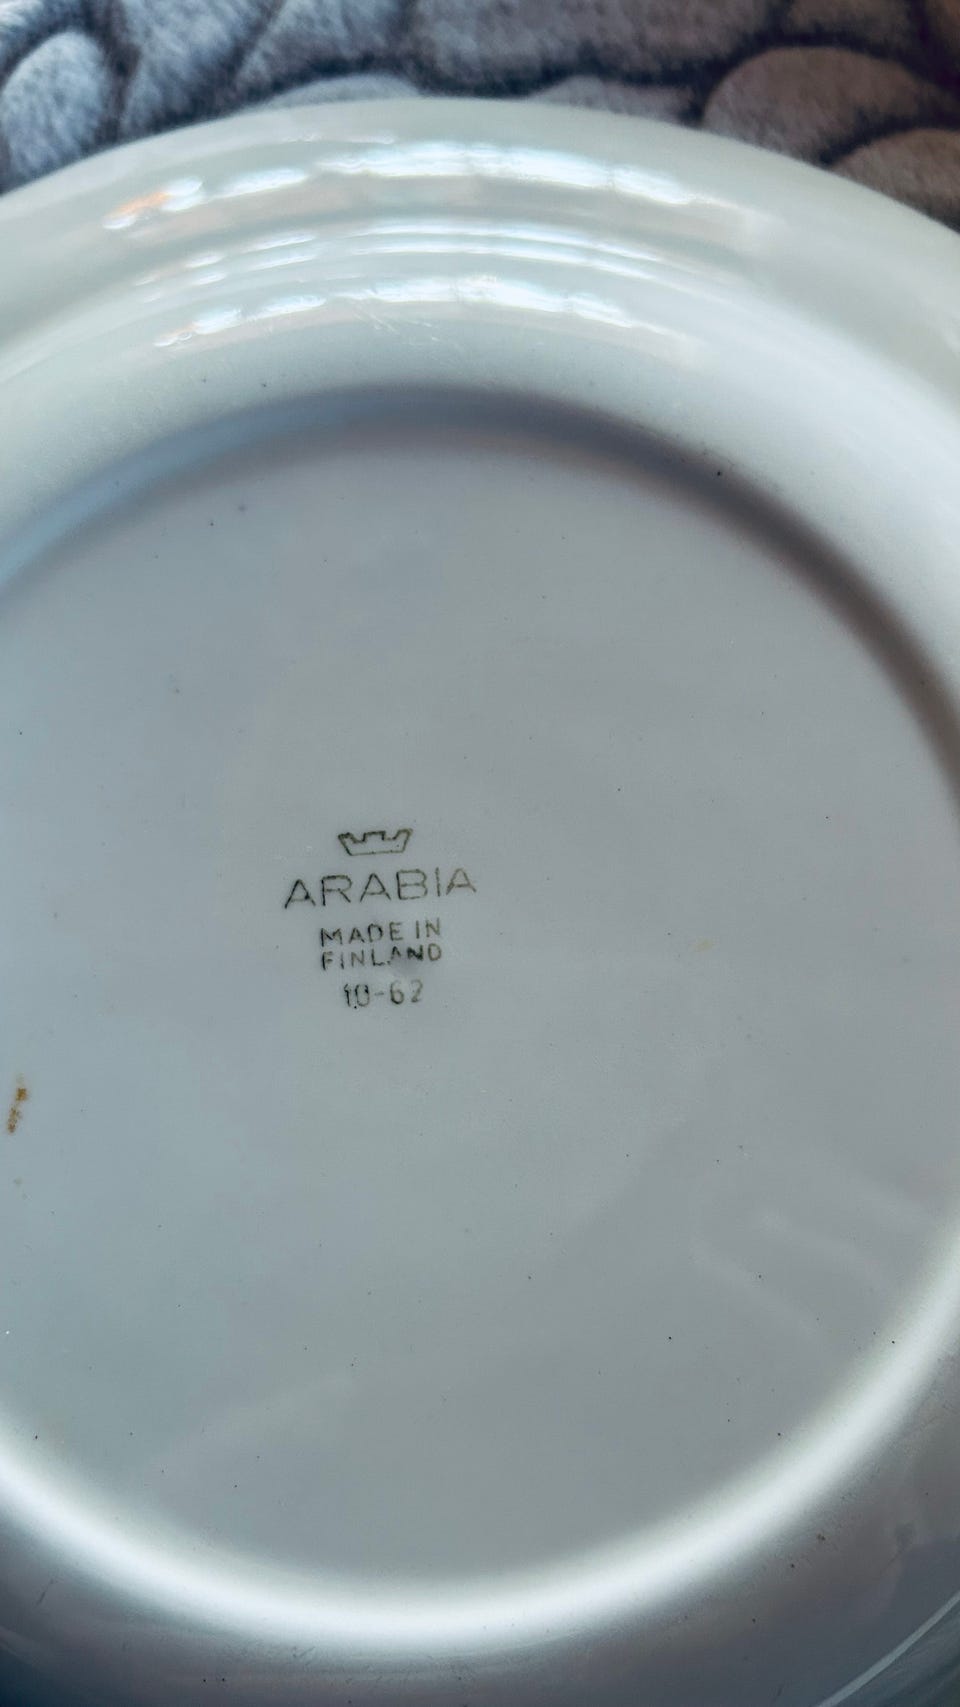 ARABIA
MADE IN
FINLAND
10-62